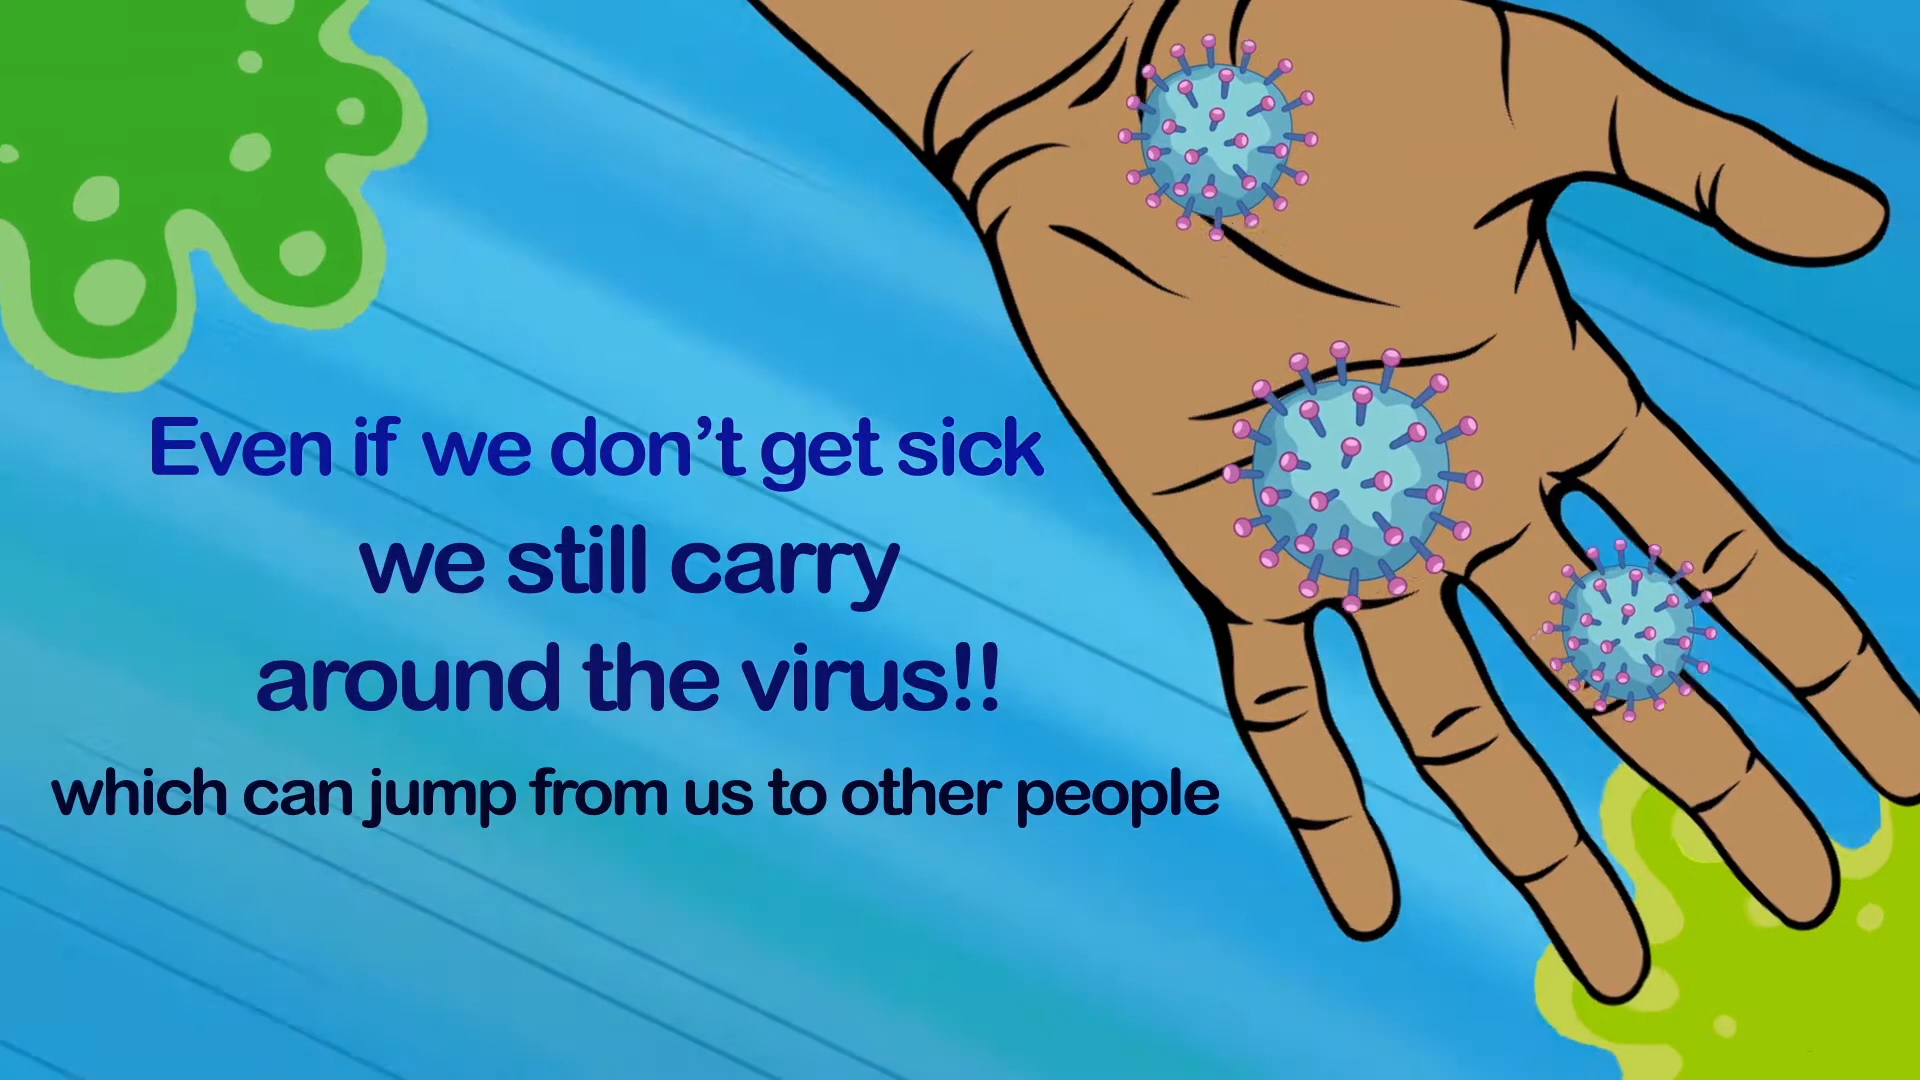 Even if we don’t get sick
we still carry
around the virus!!
which can jump from us to other people